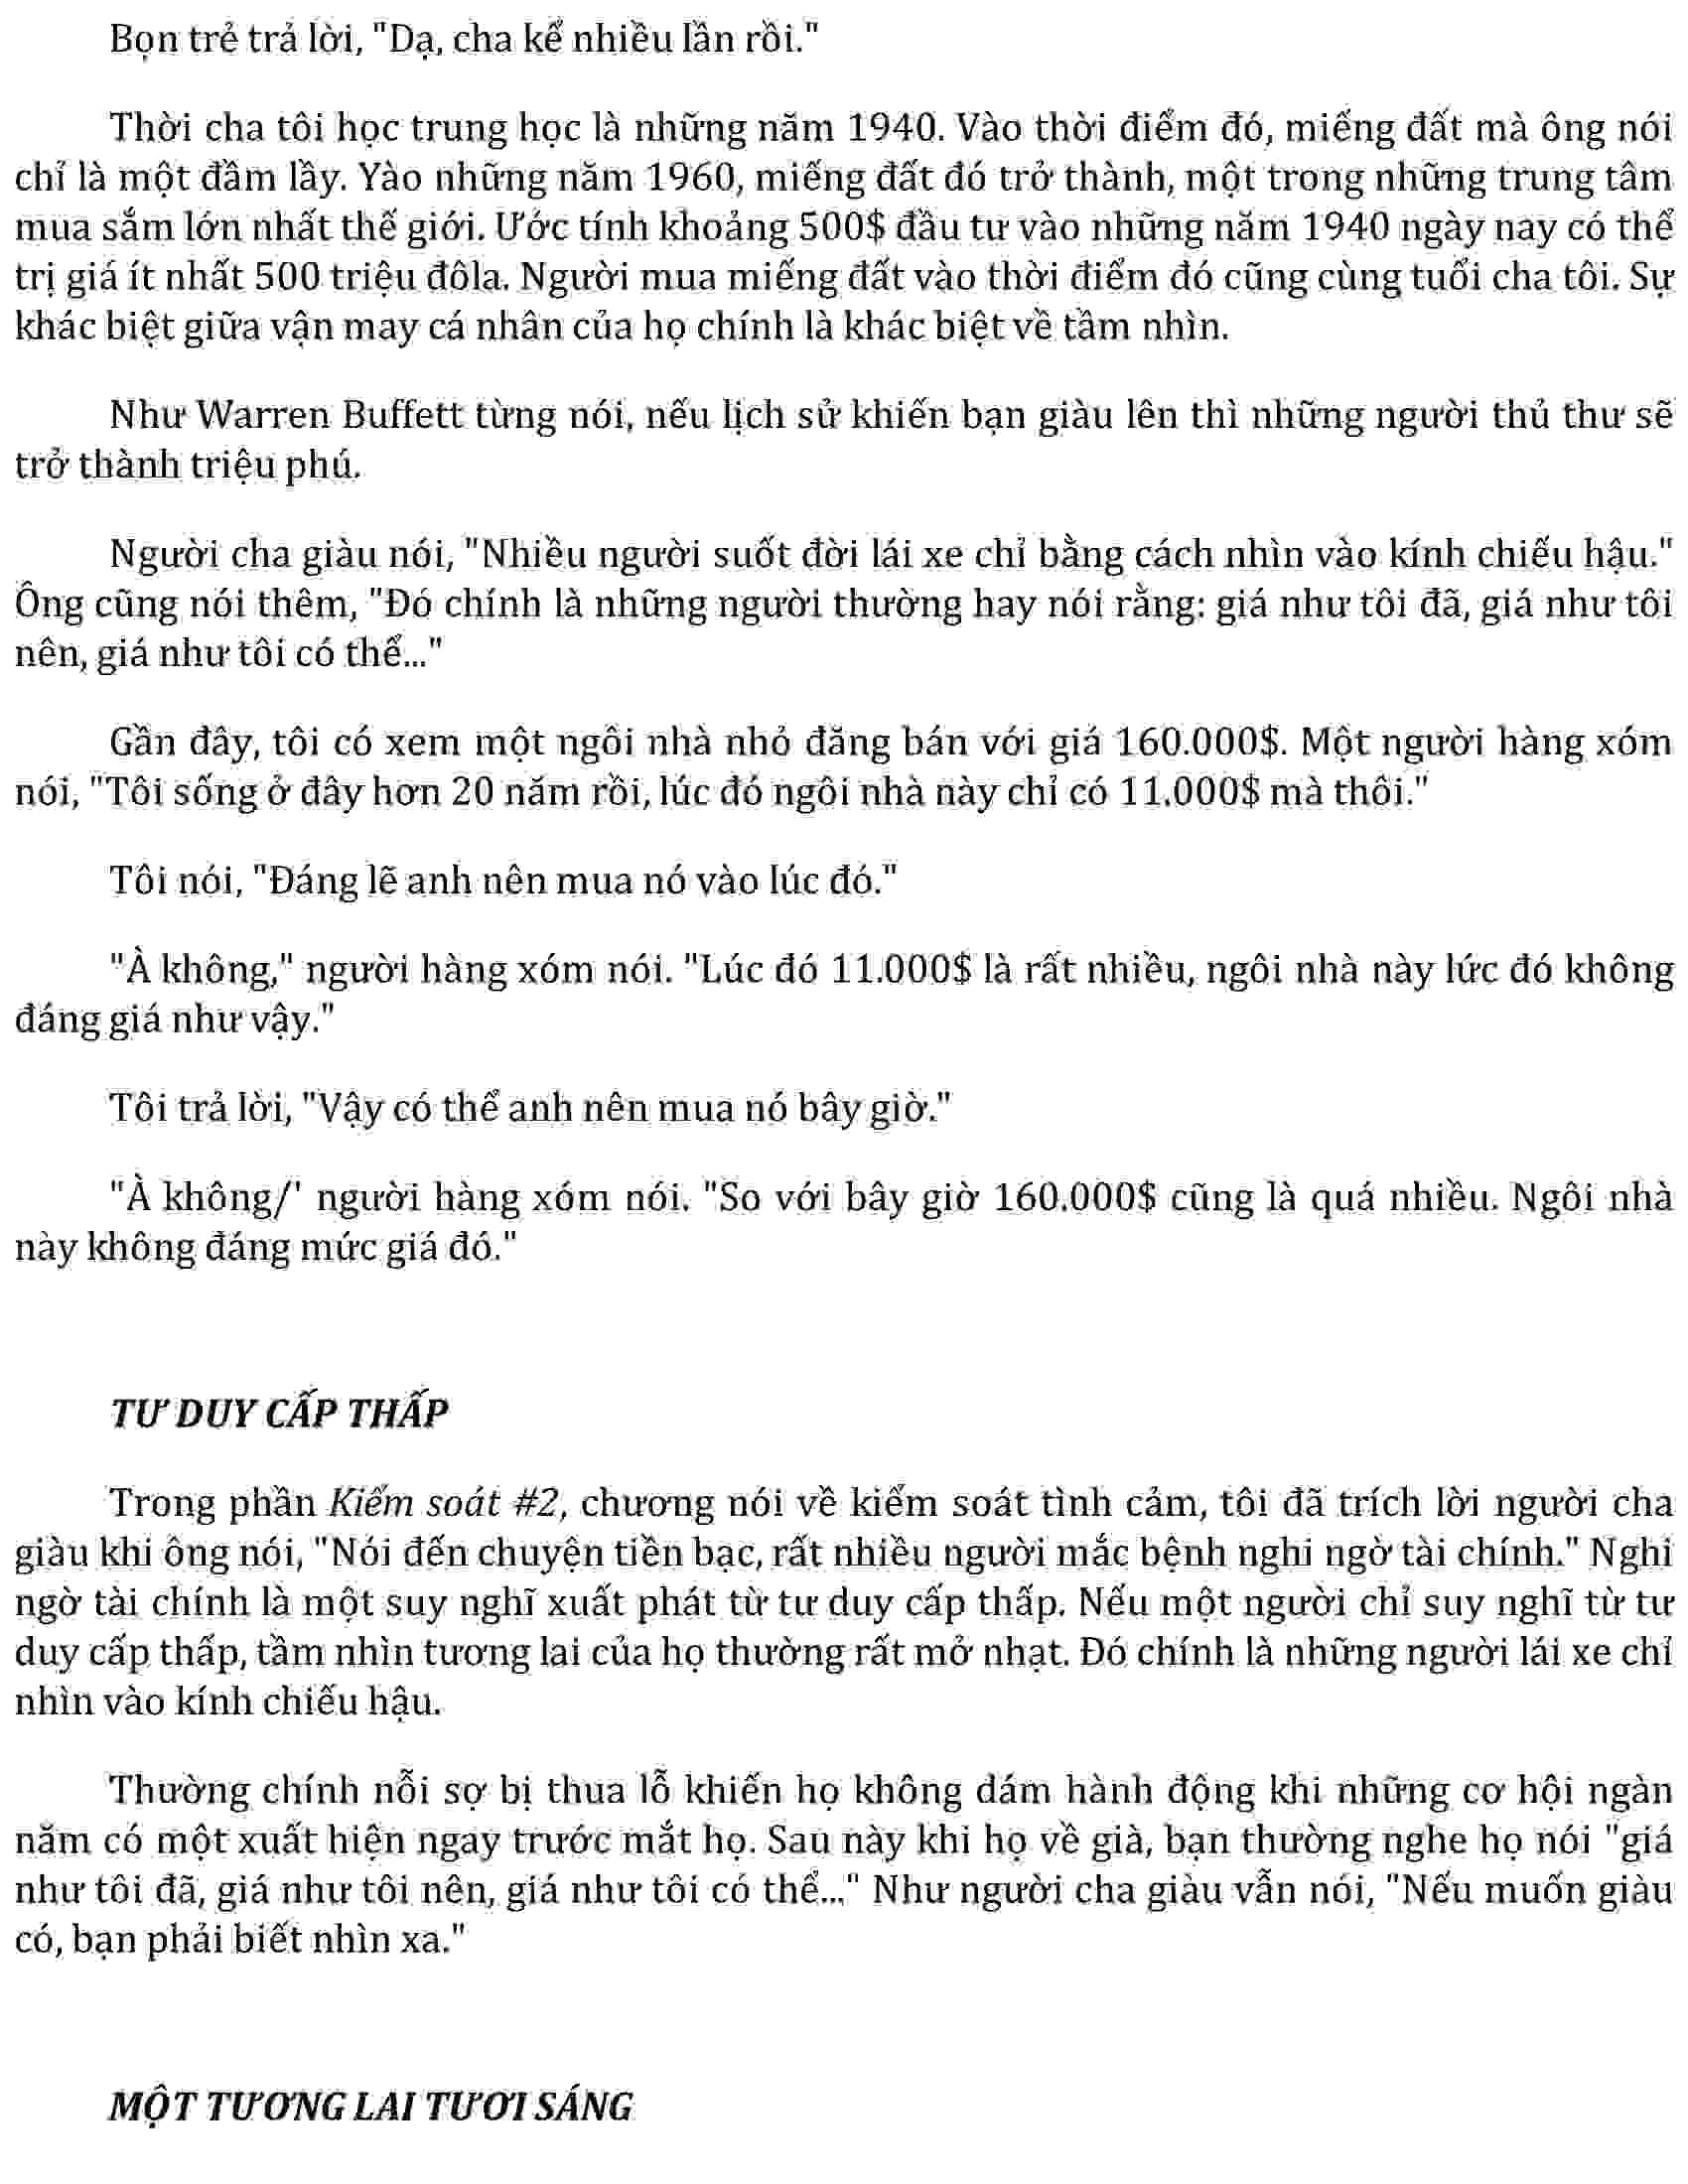 Bọn trẻ trả lời, "Dạ, cha kể nhiều lần rồi."
Thời cha tôi học trung học là những năm 1940. Vào thời điểm đó, miếng đất mà ông nói
chỉ là một đầm lầy. Yào những năm 1960, miếng đất đó trở thành, một trong những trung tâm
mua sắm lớn nhất thế giới. Ước tính khoảng 500$ đầu tư vào những năm 1940 ngày nay có thể
trị giá ít nhất 500 triệu đôla. Người mua miếng đất vào thời điểm đó cũng cùng tuổi cha tôi. Sự
khác biệt giữa vận may cá nhân của họ chính là khác biệt về tầm nhìn.
Như Warren Buffett từng nói, nếu lịch sử khiến bạn giàu lên thì những người thủ thư sẽ
trở thành triệu phú.
Người cha giàu nói, "Nhiều người suốt đời lái xe chỉ bằng cách nhìn vào kính chiếu hậu."
Ông cũng nói thêm, "Đó chính là những người thường hay nói rằng: giá như tôi đã, giá như tôi
nên, giá như tôi có thể..."
Gần đây, tôi có xem một ngôi nhà nhỏ đăng bán với giá 160.000$. Một người hàng xóm
nói, "Tôi sống ở đây hơn 20 năm rồi, lúc đó ngôi nhà này chỉ có 11.000$ mà thôi."
Tôi nói, "Đáng lẽ anh nên mua nó vào lúc đó."
"À không," người hàng xóm nói. "Lúc đó 11.000$ là rất nhiều, ngôi nhà này lức đó không
đáng giá như vậy."
Tôi trả lời, "Vậy có thể anh nên mua nó bây giờ."
"À không/' người hàng xóm nói. "So với bây giờ 160.000$ cũng là quá nhiều. Ngôi nhà
này không đáng mức giá đó."
TƯ DUY CẤP THẤP
Trong phần Kiểm soát #2, chương nói về kiểm soát tình cảm, tôi đã trích lời người cha
giàu khi ông nói, "Nói đến chuyện tiền bạc, rất nhiều người mắc bệnh nghi ngờ tài chính." Nghi
ngờ tài chính là một suy nghĩ xuất phát từ tư duy cấp thấp. Nếu một người chỉ suy nghĩ từ tư
duy cấp thấp, tầm nhìn tương lai của họ thường rất mở nhạt. Đó chính là những người lái xe chỉ
nhìn vào kính chiếu hậu.
Thường chính nỗi sợ bị thua lỗ khiến họ không dám hành động khi những cơ hội ngàn
năm có một xuất hiện ngay trước mắt họ. Sau này khi họ về già, bạn thường nghe họ nói "giá
như tôi đã, giá như tôi nên, giá như tôi có thể..." Như người cha giàu vẫn nói, "Nếu muốn giàu
có, bạn phải biết nhìn xa."
MỘT TƯƠNG LAI TƯƠI SÁNG